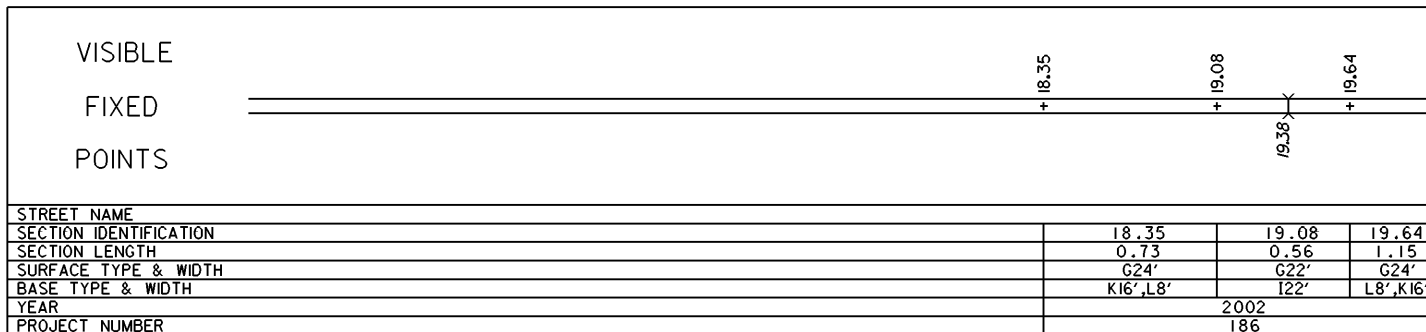 VISIBLE
FIXED
POINTS
18.35
19.08
19.38
19.64
STREET NAME
SECTION IDENTIFICATION 18.35 19.08 19.64
SECTION LENGTH 0.73 0.56 1.15
SURFACE TYPE & WIDTH G24' G22' G24'
BASE TYPE & WIDTH K16',L8' I22' L8',K16'
YEAR 2002
PROJECT NUMBER 186